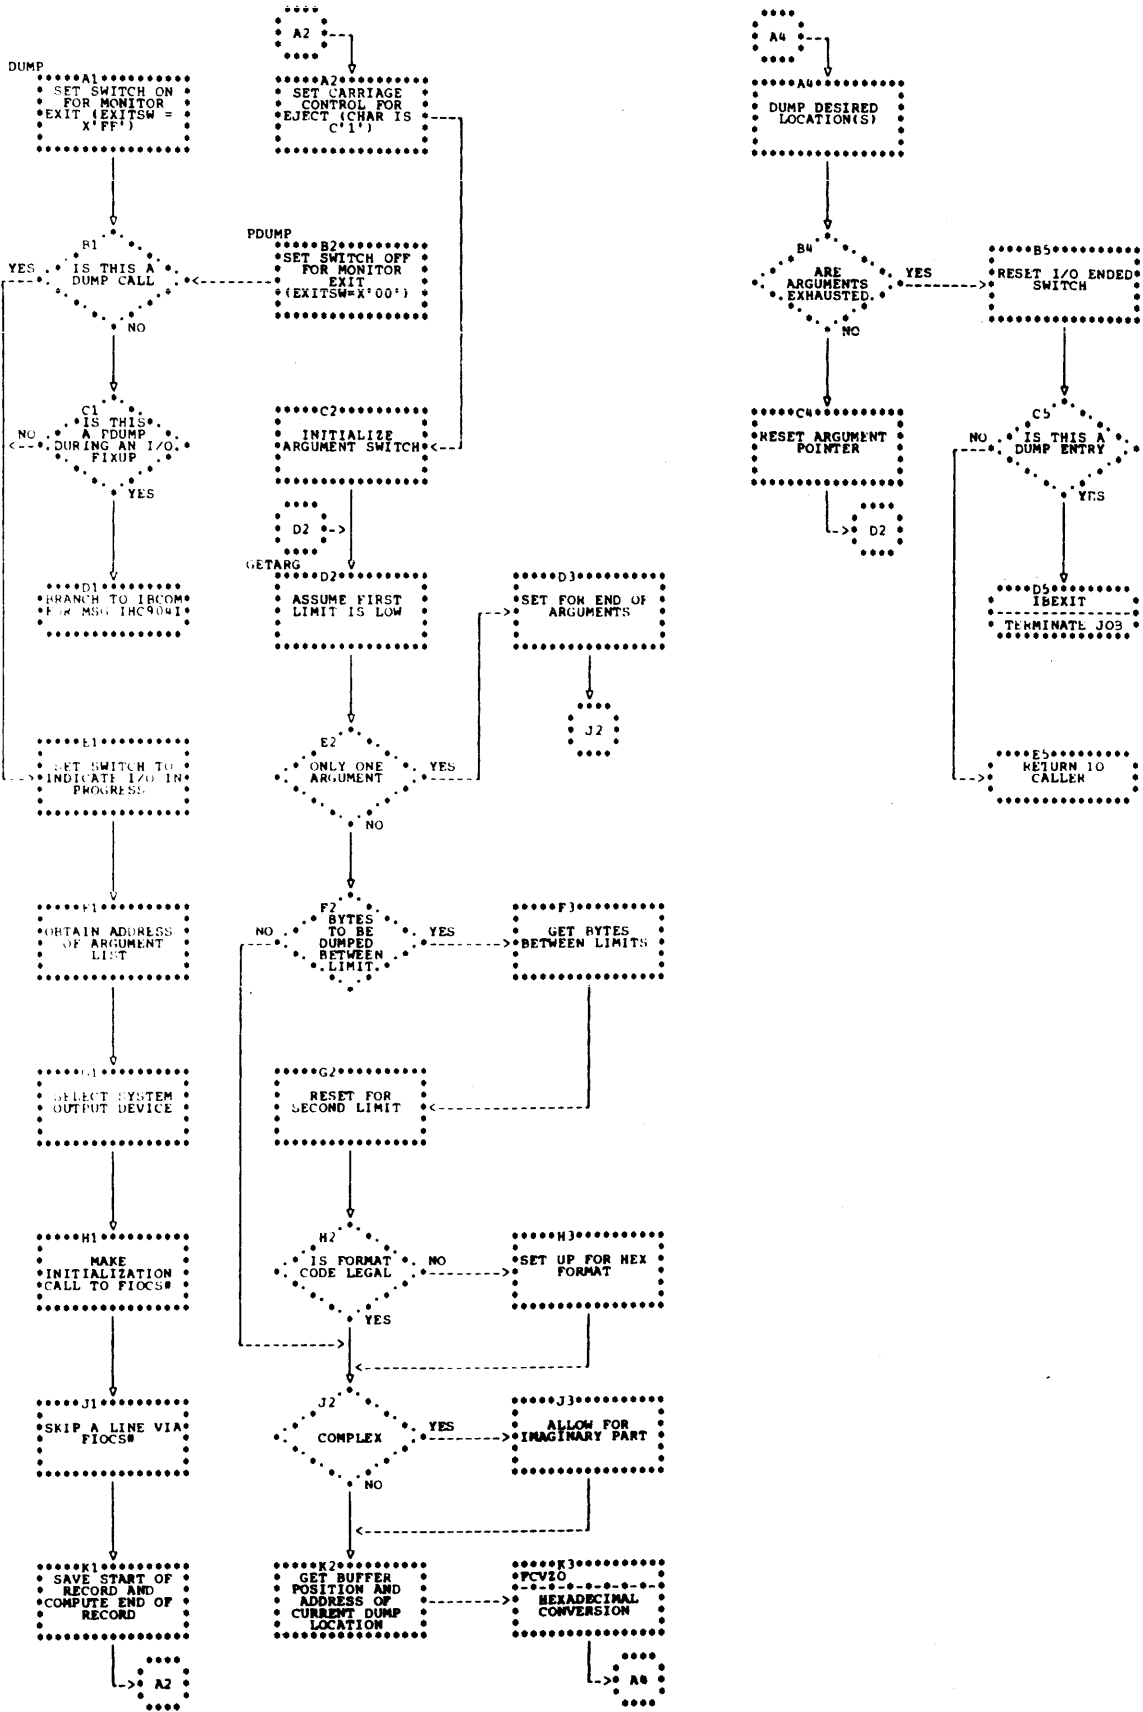 DUMP
A1
SET SWITCH ON
FOR MONITOR
EXIT (EXITSW =
X'FF')
B1
IS THIS A
DUMP CALL
YES
NO
C1
IS THIS
A PDUMP
DURING AN I/O
FIXUP
NO
YES
D1
BRANCH TO IBCOM
FOR MSG IHC904I
E1
SET SWITCH TO
INDICATE I/O IN
PROGRESS
F1
OBTAIN ADDRESS
OF ARGUMENT
LIST
G1
SELECT SYSTEM
OUTPUT DEVICE
H1
MAKE
INITIALIZATION
CALL TO FIOCS#
J1
SKIP A LINE VIA
FIOCS#
K1
SAVE START OF
RECORD AND
COMPUTE END OF
RECORD
A2
A2
A2
SET CARRIAGE
CONTROL FOR
EJECT (CHAR IS
C'1')
PDUMP
B2
SET SWITCH OFF
FOR MONITOR
EXIT
(EXITSW=X'00')
C2
INITIALIZE
ARGUMENT SWITCH
D2
GETARG
D2
ASSUME FIRST
LIMIT IS LOW
E2
ONLY ONE
ARGUMENT
YES
NO
D3
SET FOR END OF
ARGUMENTS
J2
F2
BYTES
TO BE
DUMPED
BETWEEN
LIMIT
NO
YES
F3
GET BYTES
BETWEEN LIMITS
G2
RESET FOR
SECOND LIMIT
H2
IS FORMAT
CODE LEGAL
NO
YES
H3
SET UP FOR HEX
FORMAT
J2
COMPLEX
YES
NO
J3
ALLOW FOR
IMAGINARY PART
K2
GET BUFFER
POSITION AND
ADDRESS OF
CURRENT DUMP
LOCATION
K3
FCVZO
HEXADECIMAL
CONVERSION
A4
A4
A4
DUMP DESIRED
LOCATION(S)
B4
ARE
ARGUMENTS
EXHAUSTED
YES
NO
B5
RESET I/O ENDED
SWITCH
C4
RESET ARGUMENT
POINTER
D2
C5
IS THIS A
DUMP ENTRY
NO
YES
D5
IBEXIT
TERMINATE JOB
E5
RETURN TO
CALLER